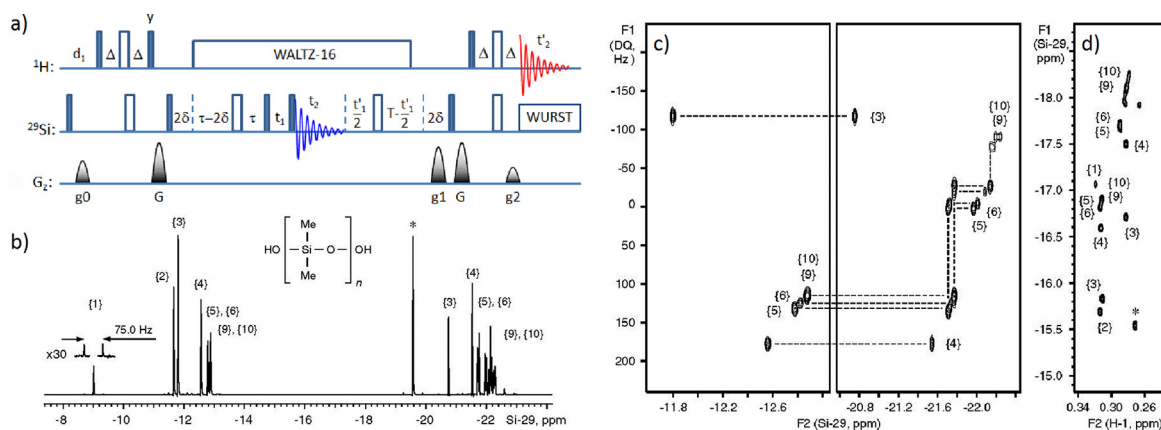 a)
y
d1 Δ Δ WALTZ-16 Δ Δ t'2
1H:
2δ τ–2δ τ t1 t2 t'1/2 T-t'1/2 2δ WURST
29Si:
Gz:
g0 G g1 G g2
b)
{3}
*
HO Me Si Me O OH n
{2}
{4} {4}
{1} {3} {5}, {6}
{5}, {6}
75.0 Hz {9}, {10} {9}, {10}
x30
-8 -10 -12 -14 -16 -18 -20 -22 Si-29, ppm
F1
(DQ,
Hz)
c)
-150
-100
-50
0
50
100
150
200
{3}
{10}
{9}
{6}
{5}
{10}
{9}
{6}
{5}
{4}
-11.8 -12.6 -20.8 -21.2 -21.6 -22.0
F2 (Si-29, ppm)
F1
(Si-29,
ppm)
d)
-18.0
-17.5
-17.0
-16.5
-16.0
-15.5
-15.0
{10}
{9}
{6}
{5}
{4}
{1}
{10}
{9}
{5}
{6}
{3}
{4}
{3}
{2}
*
0.34 0.30 0.26
F2 (H-1, ppm)